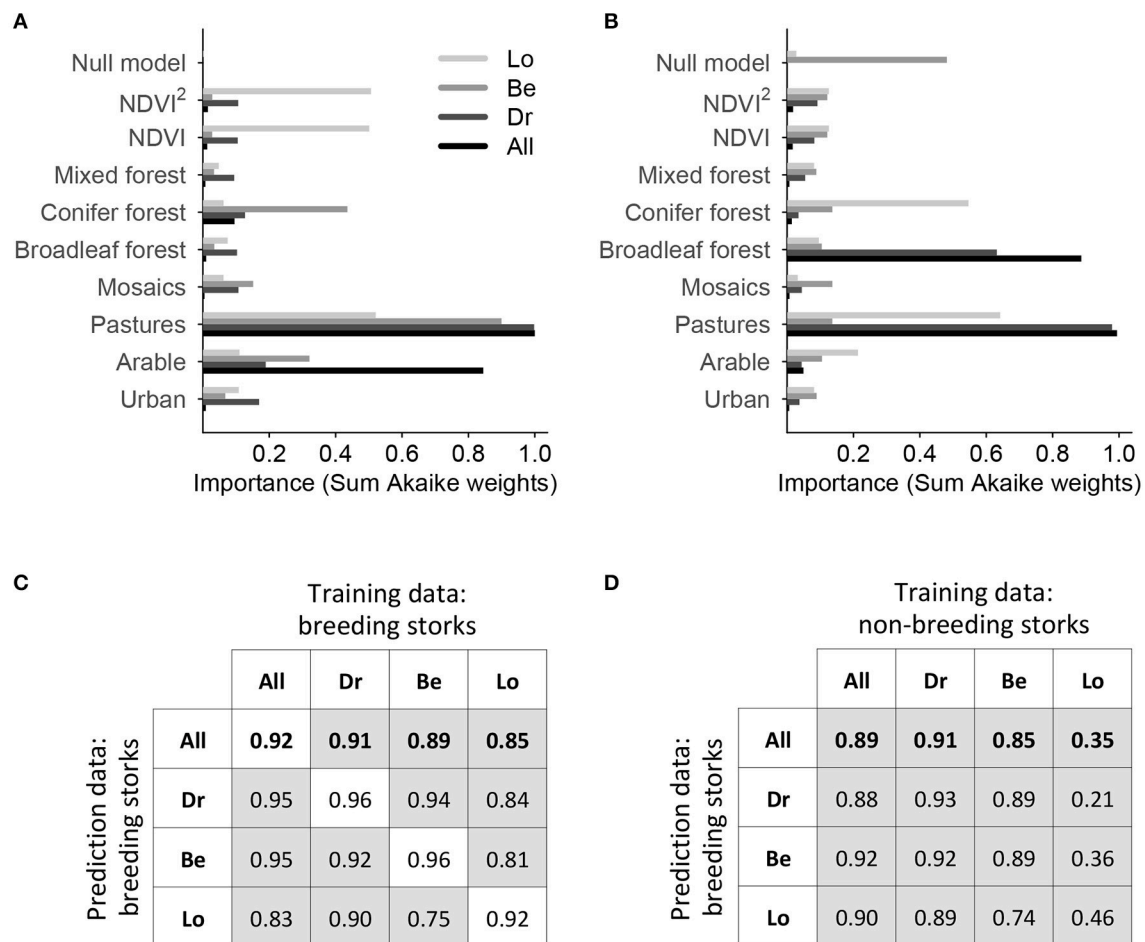 A
Null model
NDVI²
NDVI
Mixed forest
Conifer forest
Broadleaf forest
Mosaics
Pastures
Arable
Urban
Lo
Be
Dr
All
0.2 0.4 0.6 0.8 1.0
Importance (Sum Akaike weights)
B
Null model
NDVI²
NDVI
Mixed forest
Conifer forest
Broadleaf forest
Mosaics
Pastures
Arable
Urban
0.2 0.4 0.6 0.8 1.0
Importance (Sum Akaike weights)
C
Training data:
breeding storks
Prediction data:
breeding storks
All Dr Be Lo
All 0.92 0.91 0.89 0.85
Dr 0.95 0.96 0.94 0.84
Be 0.95 0.92 0.96 0.81
Lo 0.83 0.90 0.75 0.92
D
Training data:
non-breeding storks
Prediction data:
breeding storks
All Dr Be Lo
All 0.89 0.91 0.85 0.35
Dr 0.88 0.93 0.89 0.21
Be 0.92 0.92 0.89 0.36
Lo 0.90 0.89 0.74 0.46